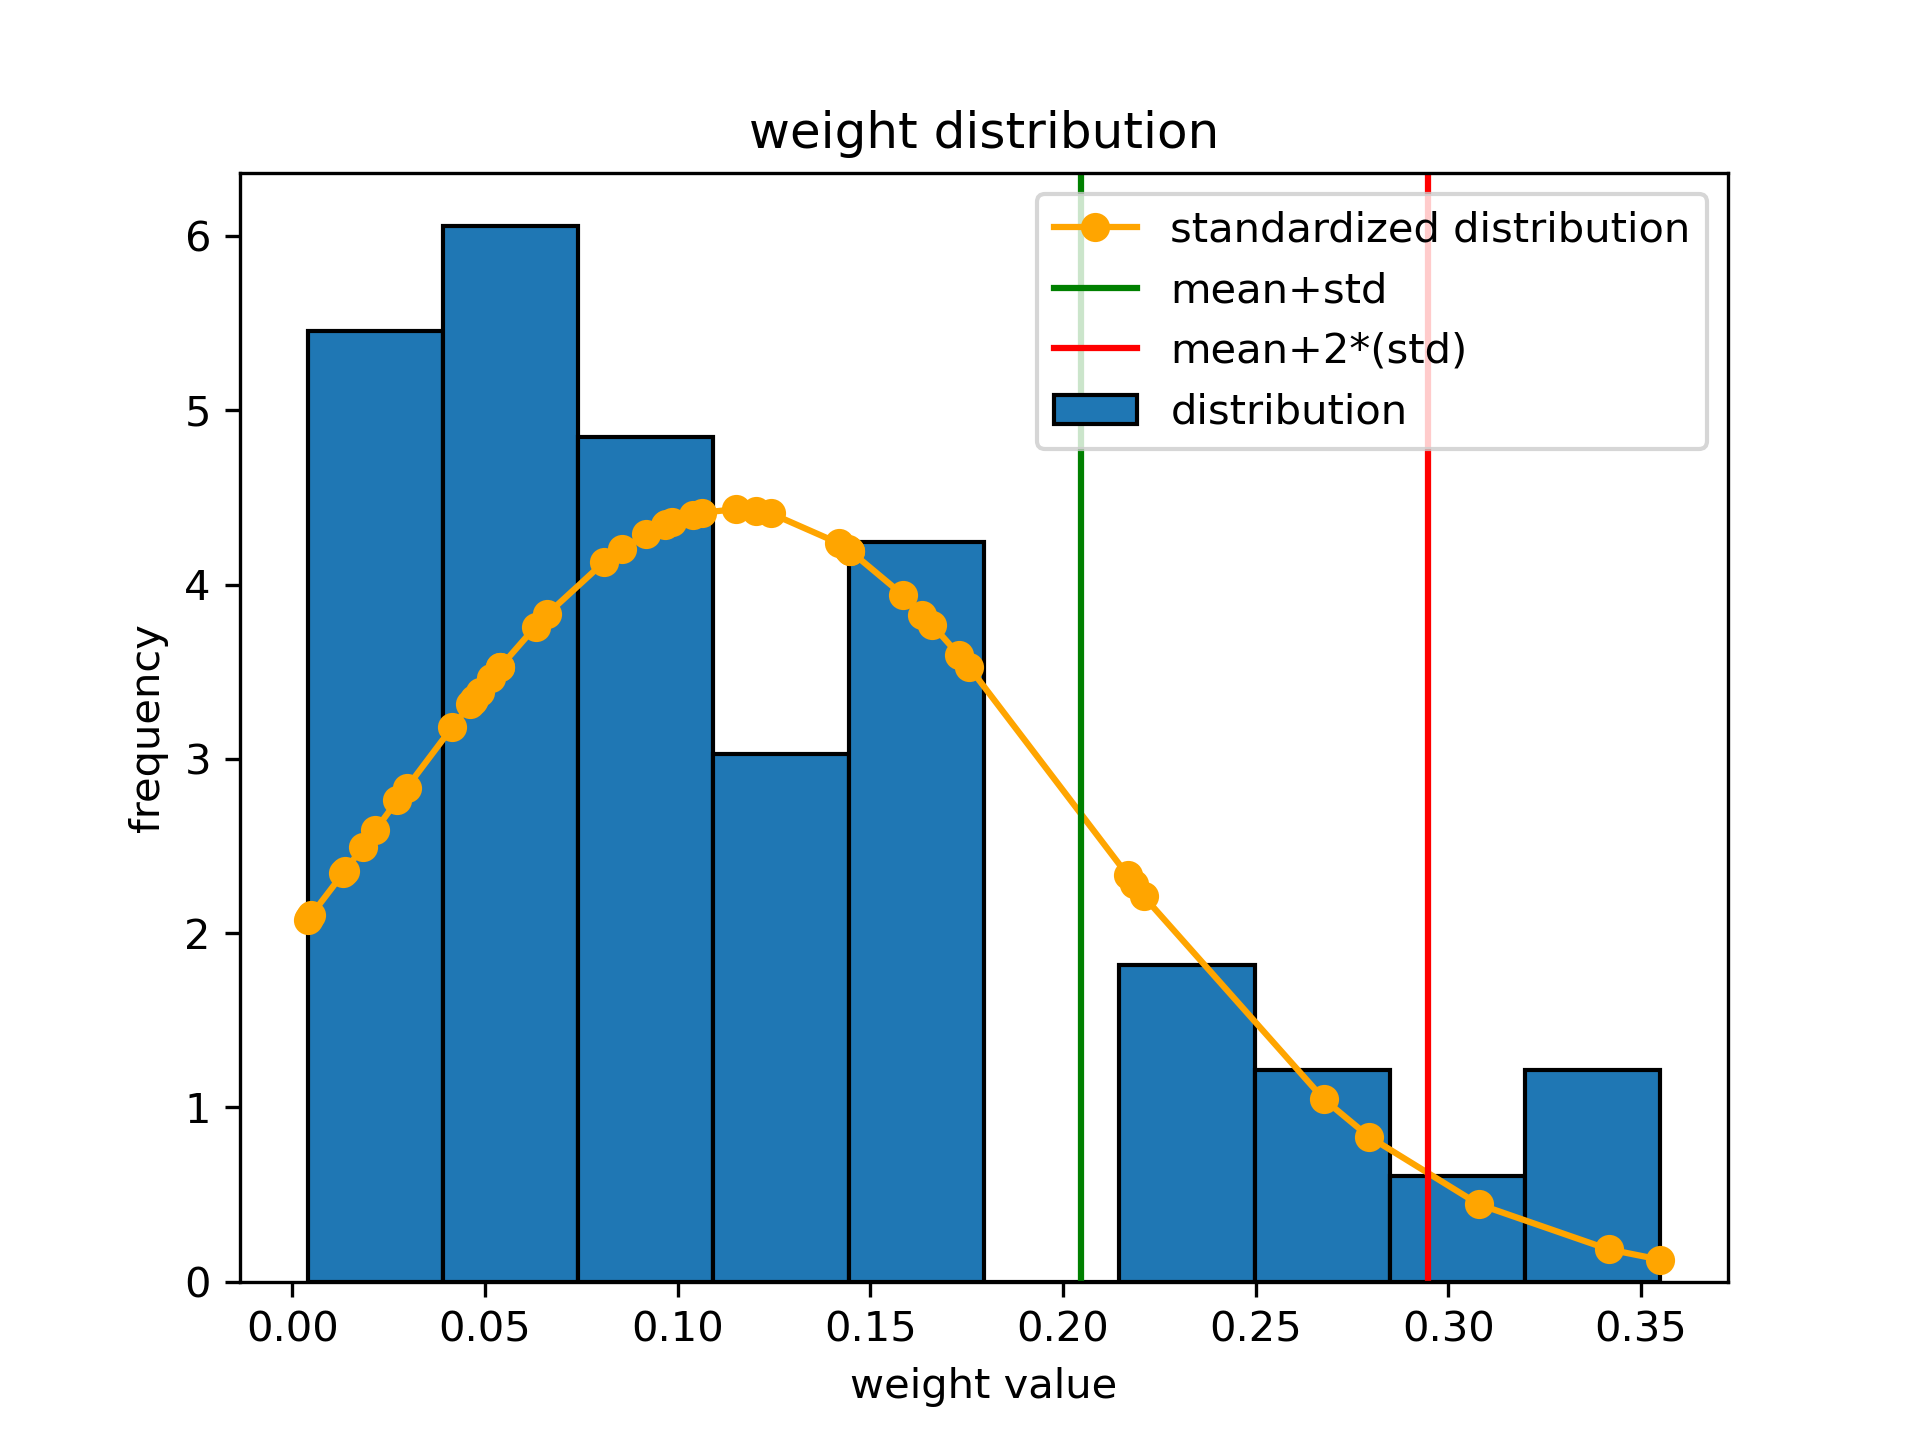 weight distribution
standardized distribution
mean+std
mean+2*(std)
distribution
frequency
6
5
4
3
2
1
0
0.00 0.05 0.10 0.15 0.20 0.25 0.30 0.35
weight value